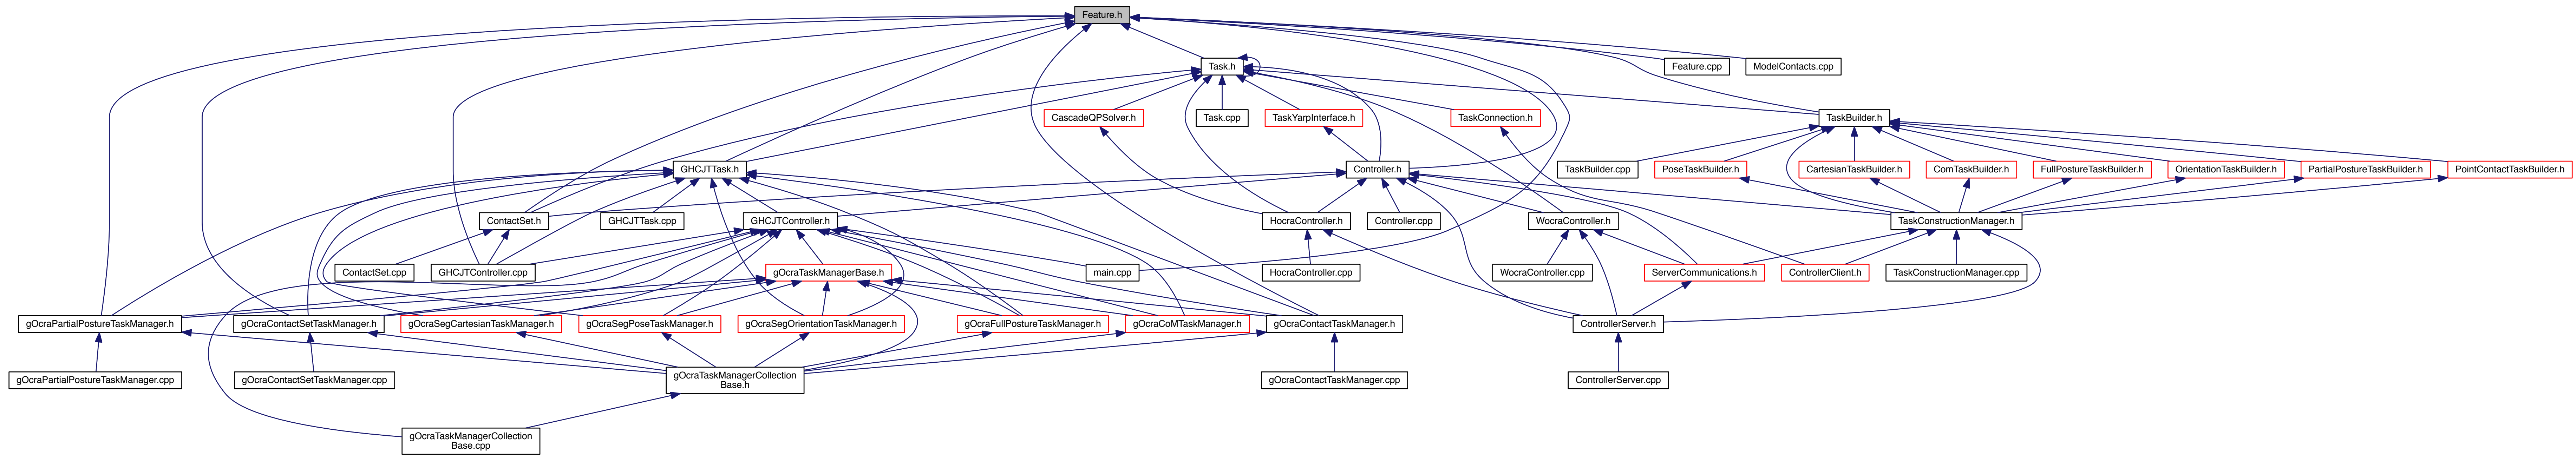 Feature.h
Task.h
Feature.cpp
ModelContacts.cpp
CascadeQPSolver.h
Task.cpp
TaskYarpInterface.h
TaskConnection.h
TaskBuilder.h
GHCJTTask.h
Controller.h
TaskBuilder.cpp
PoseTaskBuilder.h
CartesianTaskBuilder.h
ComTaskBuilder.h
FullPostureTaskBuilder.h
OrientationTaskBuilder.h
PartialPostureTaskBuilder.h
PointContactTaskBuilder.h
ContactSet.h
GHCJTTask.cpp
GHCJTController.h
HocraController.h
Controller.cpp
WocraController.h
TaskConstructionManager.h
ContactSet.cpp
GHCJTController.cpp
gOcraTaskManagerBase.h
main.cpp
HocraController.cpp
WocraController.cpp
ServerCommunications.h
ControllerClient.h
TaskConstructionManager.cpp
gOcraPartialPostureTaskManager.h
gOcraContactSetTaskManager.h
gOcraSegCartesianTaskManager.h
gOcraSegPoseTaskManager.h
gOcraSegOrientationTaskManager.h
gOcraFullPostureTaskManager.h
gOcraCoMTaskManager.h
gOcraContactTaskManager.h
ControllerServer.h
gOcraPartialPostureTaskManager.cpp
gOcraContactSetTaskManager.cpp
gOcraTaskManagerCollection
Base.h
gOcraContactTaskManager.cpp
ControllerServer.cpp
gOcraTaskManagerCollection
Base.cpp